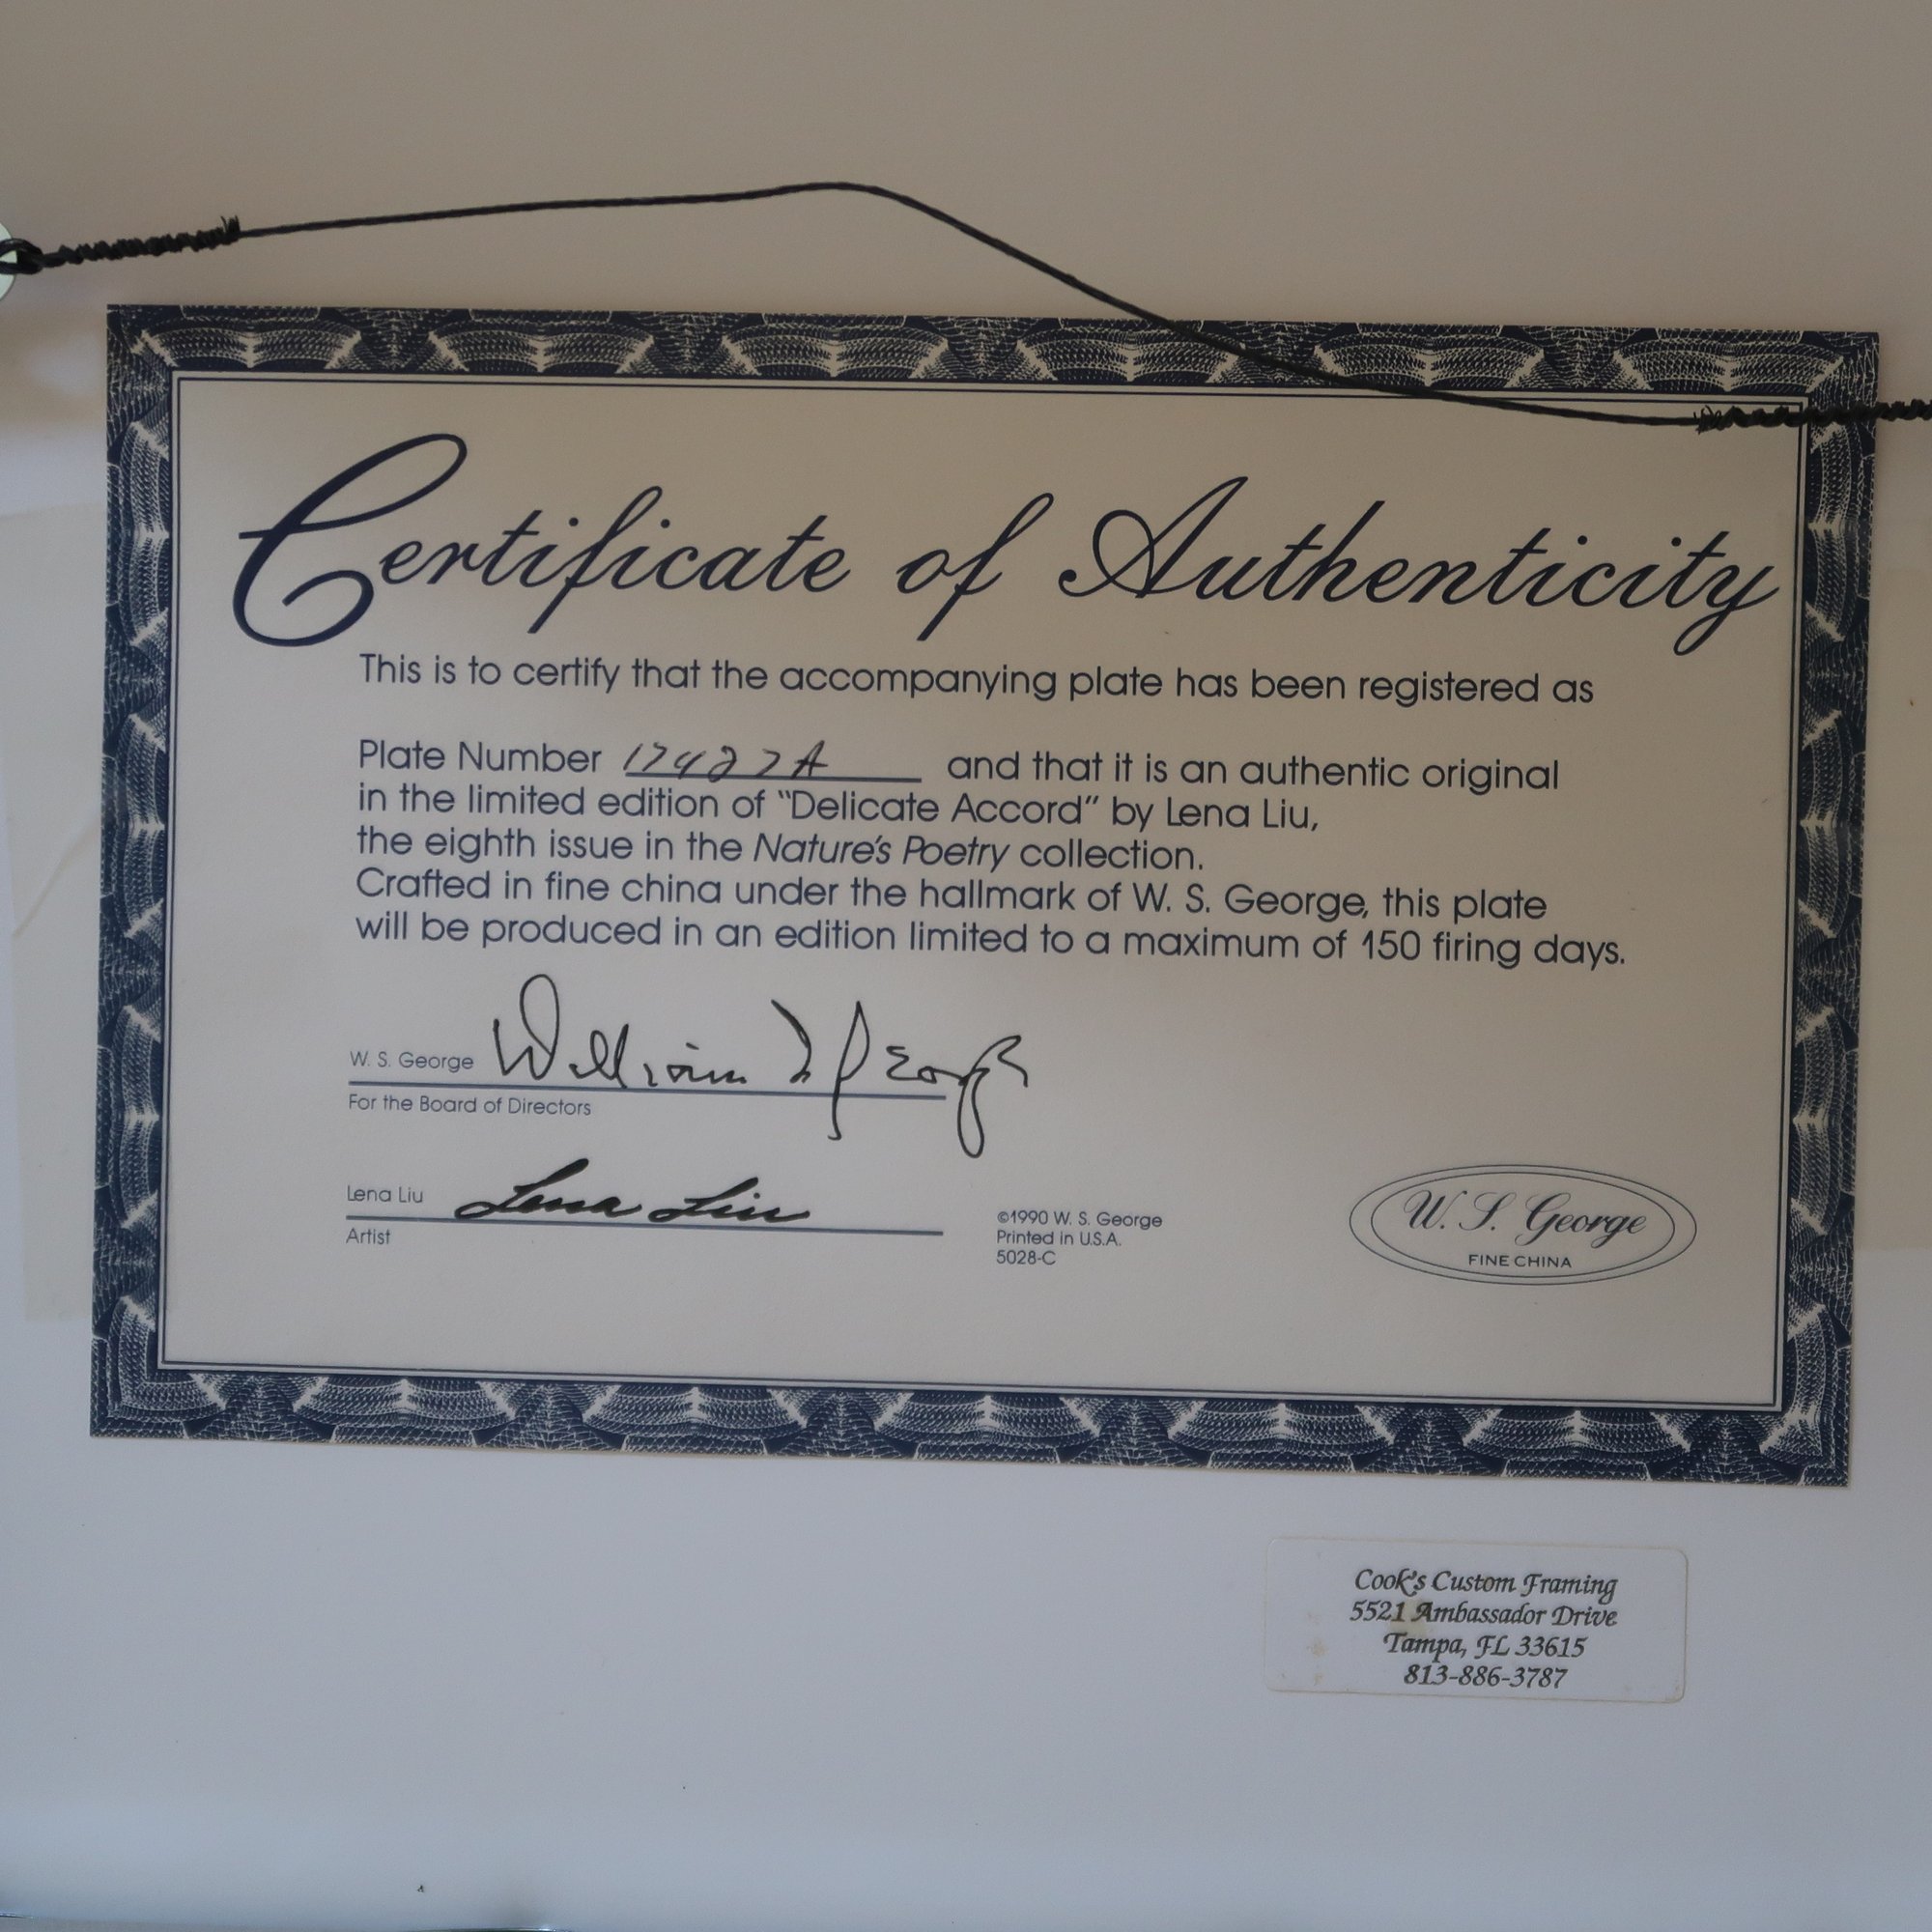 Certificate of Authenticity
This is to certify that the accompanying plate has been registered as
Plate Number 17427A and that it is an authentic original
in the limited edition of "Delicate Accord" by Lena Liu,
the eighth issue in the Nature's Poetry collection.
Crafted in fine china under the hallmark of W. S. George, this plate
will be produced in an edition limited to a maximum of 150 firing days.
W. S. George William S George
For the Board of Directors
Lena Liu Lena Liu
Artist
©1990 W. S. George
Printed in U.S.A.
5028-C
W. S. George
FINE CHINA
Cook's Custom Framing
5521 Ambassador Drive
Tampa, FL 33615
813-886-3787